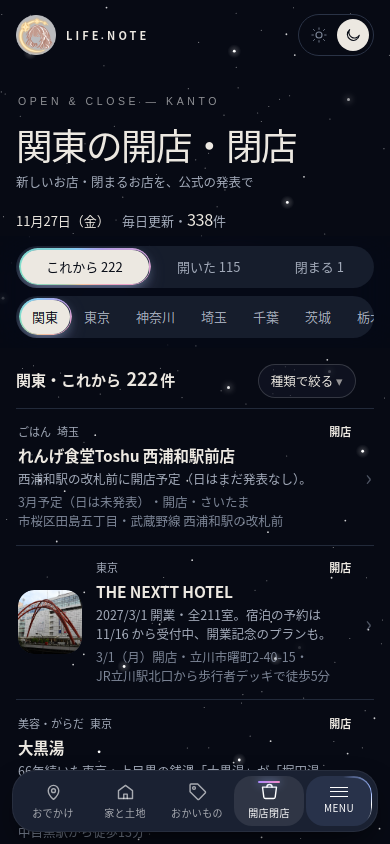 LIFE NOTE
OPEN & CLOSE — KANTO
関東の開店・閉店
新しいお店・閉まるお店を、公式の発表で
11月27日（金） 毎日更新・338件
これから 222 開いた 115 閉まる 1
関東 東京 神奈川 埼玉 千葉 茨城 栃
関東・これから 222件 種類で絞る ▾
ごはん 埼玉 開店
れんげ食堂Toshu 西浦和駅前店
西浦和駅の改札前に開店予定（日はまだ発表なし）。
3月予定（日は未発表）・開店・さいたま
市桜区田島五丁目・武蔵野線 西浦和駅の改札前
東京 開店
THE NEXTT HOTEL
2027/3/1 開業・全211室。宿泊の予約は
11/16 から受付中、開業記念のプランも。
3/1（月）開店・立川市曙町2-40-15・
JR立川駅北口から歩行者デッキで徒歩5分
美容・からだ 東京 開店
大黒湯
おでかけ 家と土地 おかいもの 開店閉店 MENU